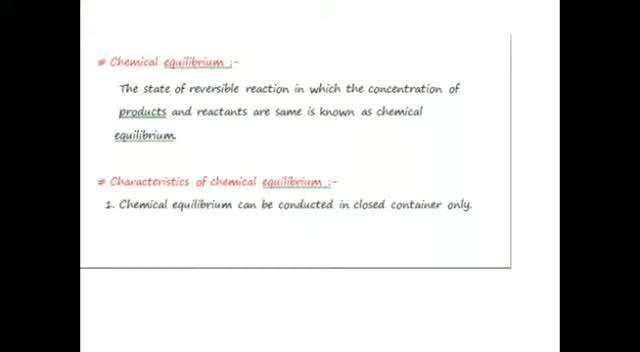 # Chemical equilibrium :-
The state of reversible reaction in which the concentration of
products and reactants are same is known as chemical
equilibrium.
# Characteristics of chemical equilibrium :-
1. Chemical equilibrium can be conducted in closed container only.